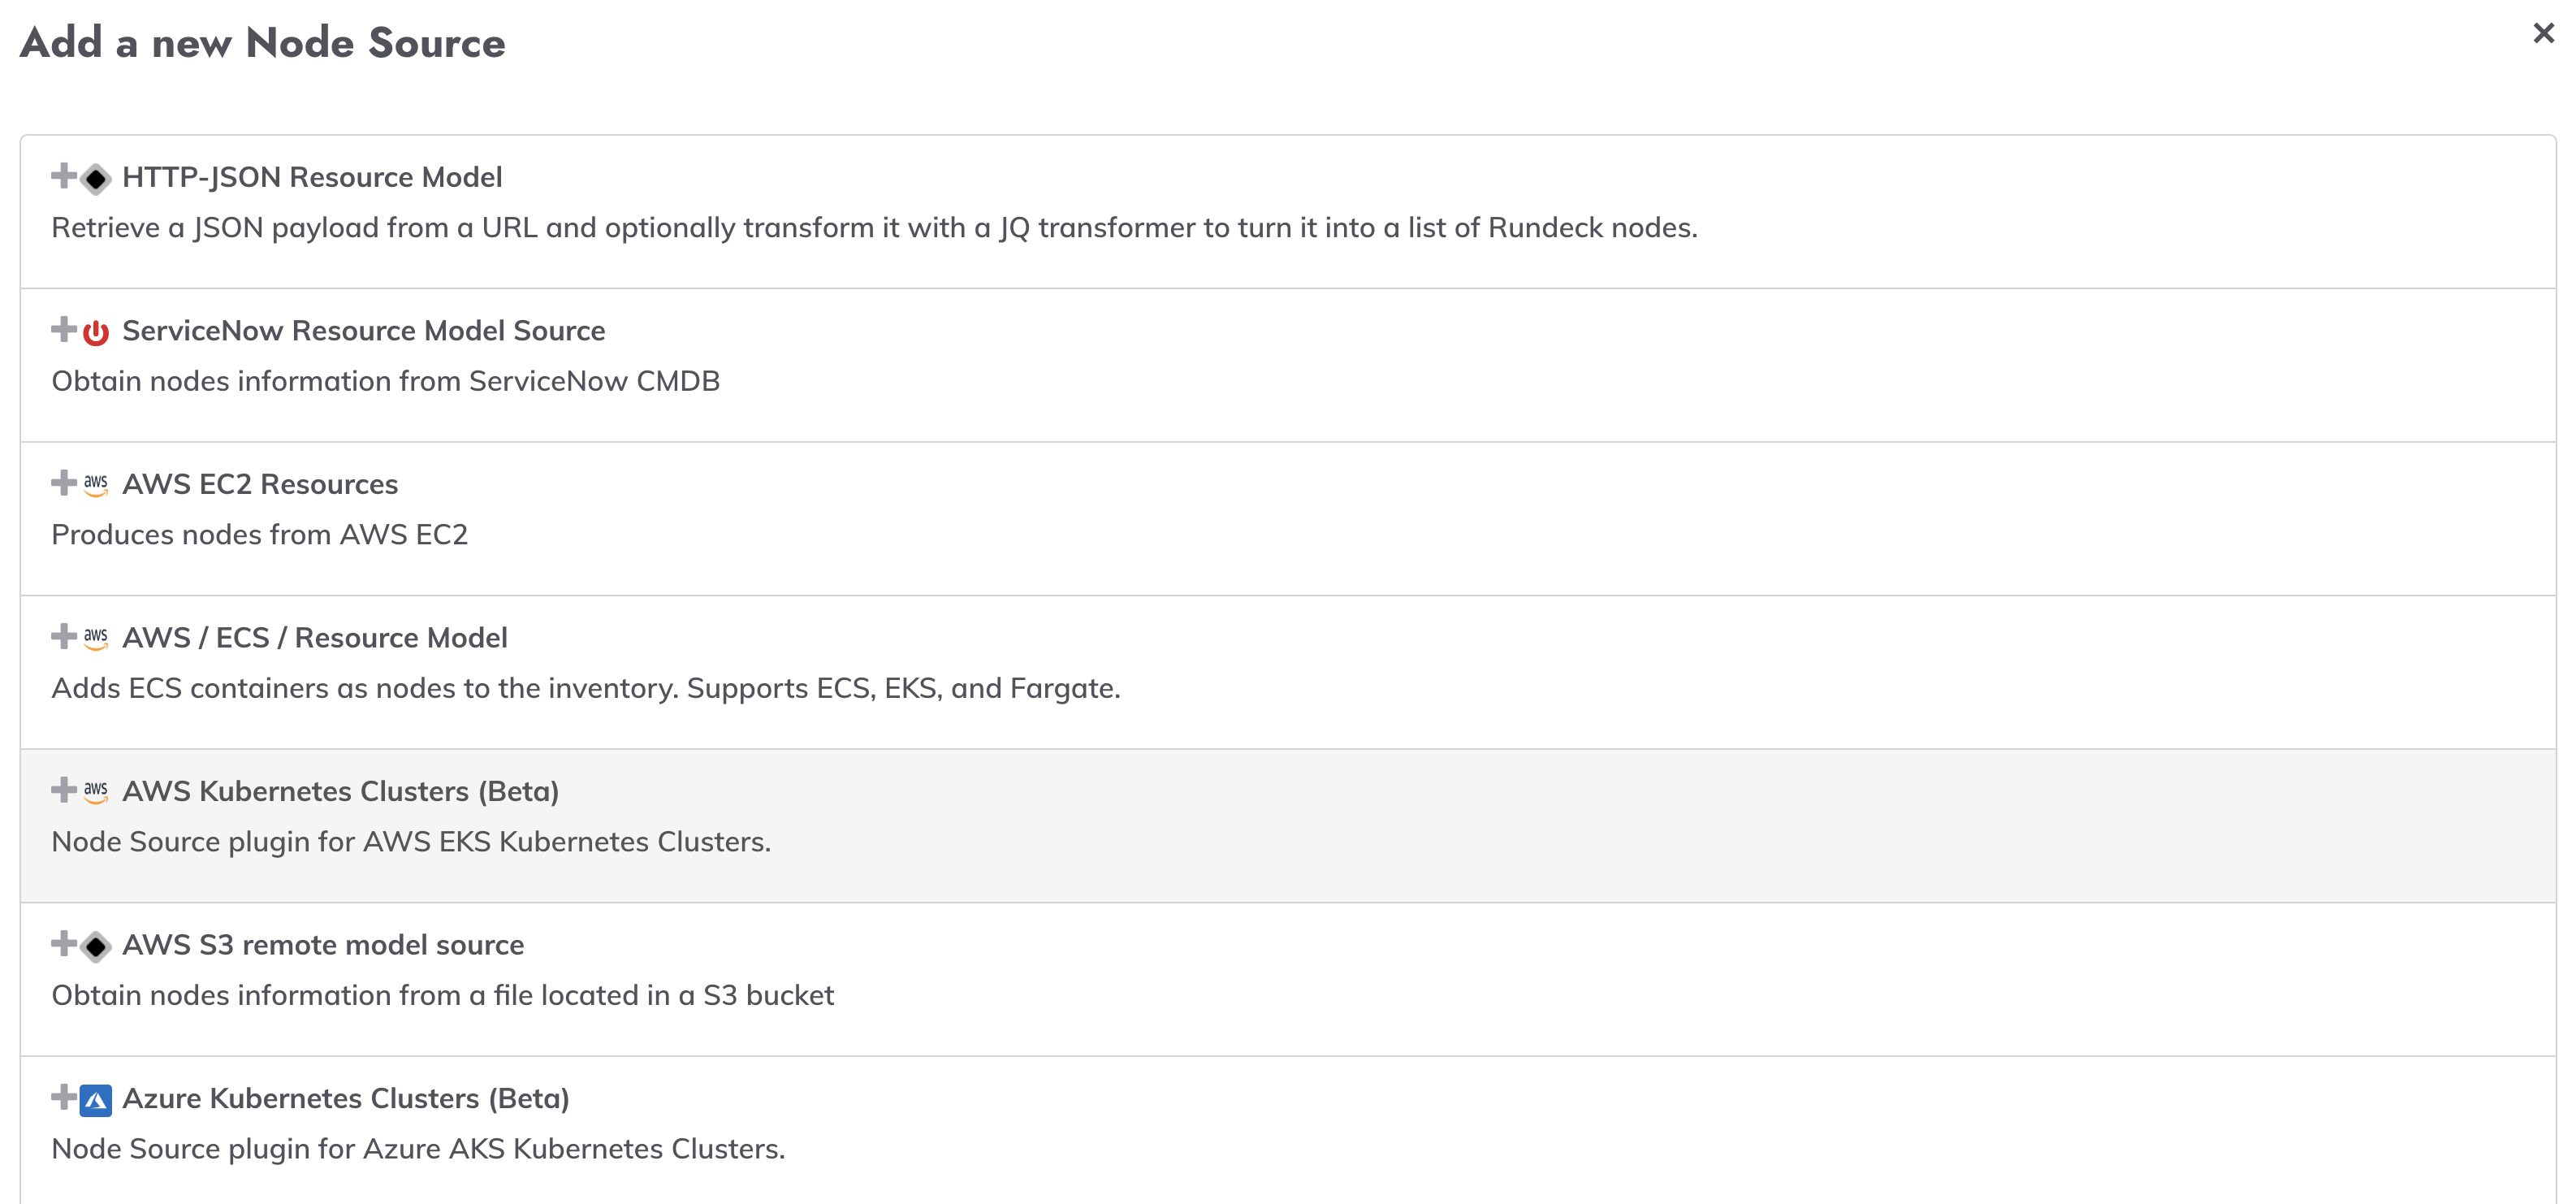 Add a new Node Source
HTTP-JSON Resource Model
Retrieve a JSON payload from a URL and optionally transform it with a JQ transformer to turn it into a list of Rundeck nodes.
ServiceNow Resource Model Source
Obtain nodes information from ServiceNow CMDB
aws AWS EC2 Resources
Produces nodes from AWS EC2
aws AWS / ECS / Resource Model
Adds ECS containers as nodes to the inventory. Supports ECS, EKS, and Fargate.
aws AWS Kubernetes Clusters (Beta)
Node Source plugin for AWS EKS Kubernetes Clusters.
AWS S3 remote model source
Obtain nodes information from a file located in a S3 bucket
Azure Kubernetes Clusters (Beta)
Node Source plugin for Azure AKS Kubernetes Clusters.